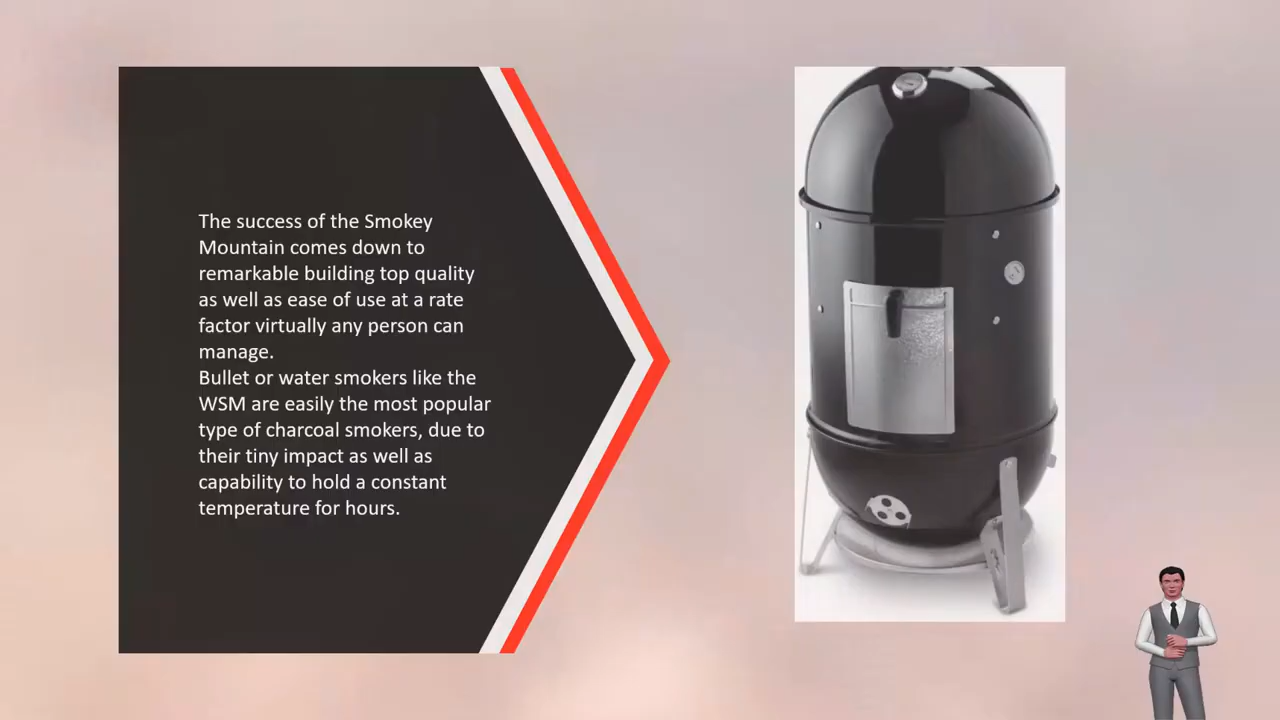 The success of the Smokey
Mountain comes down to
remarkable building top quality
as well as ease of use at a rate
factor virtually any person can
manage.
Bullet or water smokers like the
WSM are easily the most popular
type of charcoal smokers, due to
their tiny impact as well as
capability to hold a constant
temperature for hours.